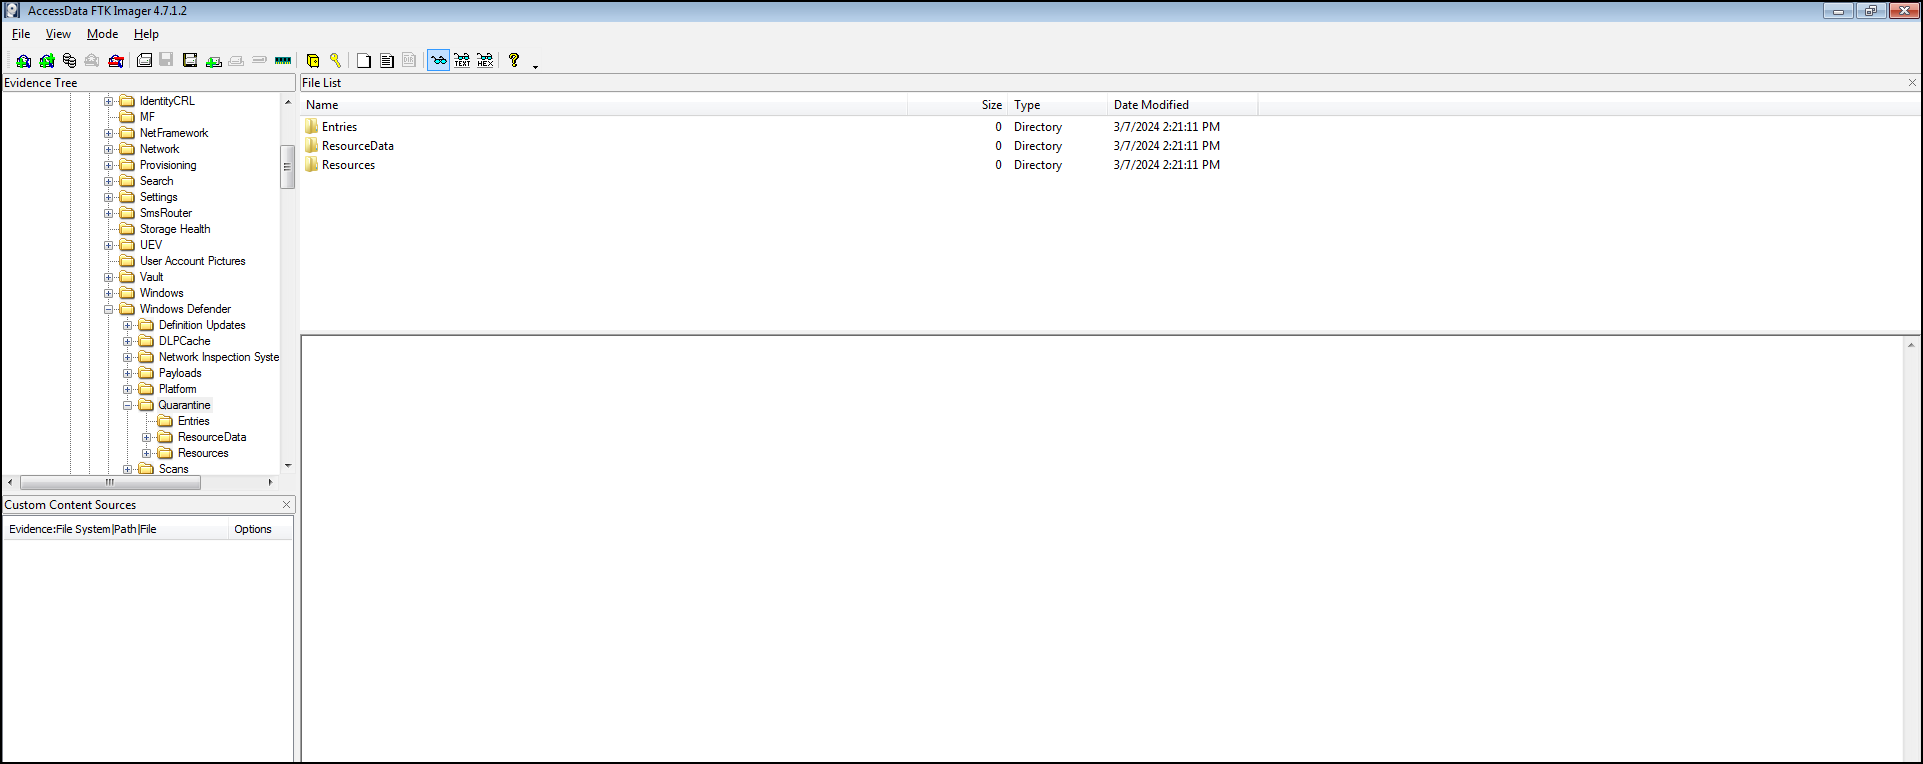 AccessData FTK Imager 4.7.1.2
File View Mode Help
TEXT HEX
Evidence Tree
IdentityCRL
MF
NetFramework
Network
Provisioning
Search
Settings
SmsRouter
Storage Health
UEV
User Account Pictures
Vault
Windows
Windows Defender
Definition Updates
DLPCache
Network Inspection Syste
Payloads
Platform
Quarantine
Entries
ResourceData
Resources
Scans
Custom Content Sources
Evidence:File System|Path|File Options
File List
Name Size Type Date Modified
Entries 0 Directory 3/7/2024 2:21:11 PM
ResourceData 0 Directory 3/7/2024 2:21:11 PM
Resources 0 Directory 3/7/2024 2:21:11 PM